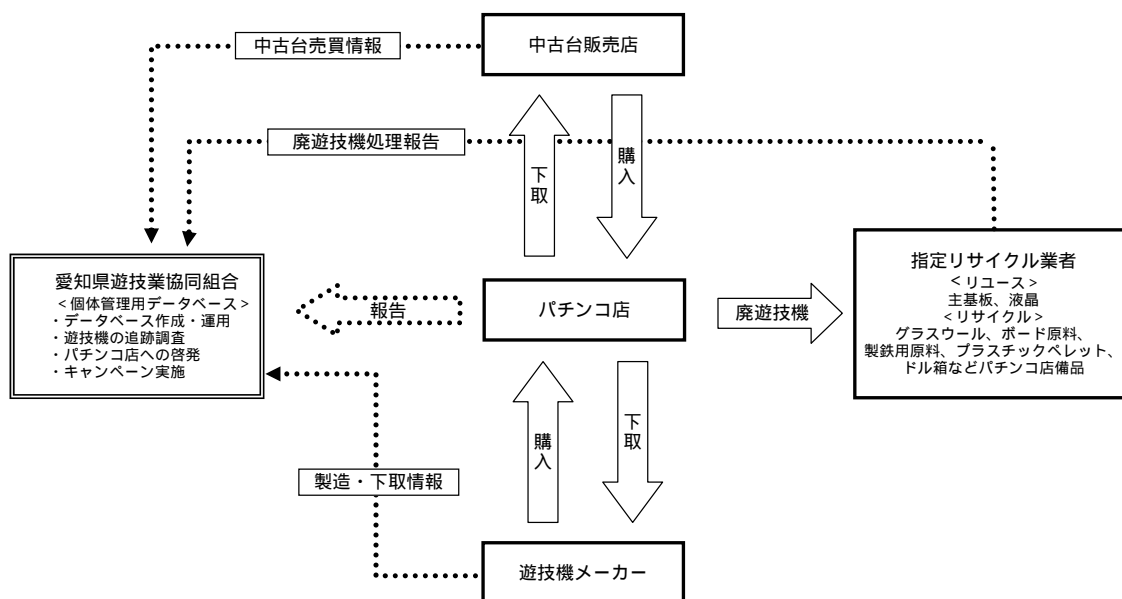 中古台売買情報
中古台販売店
廃遊技機処理報告
下取
購入
愛知県遊技業協同組合
＜個体管理用データベース＞
・データベース作成・運用
・遊技機の追跡調査
・パチンコ店への啓発
・キャンペーン実施
報告
パチンコ店
廃遊技機
指定リサイクル業者
＜リユース＞
主基板、液晶
＜リサイクル＞
グラスウール、ボード原料、
製鉄用原料、プラスチックペレット、
ドル箱などパチンコ店備品
購入
下取
製造・下取情報
遊技機メーカー